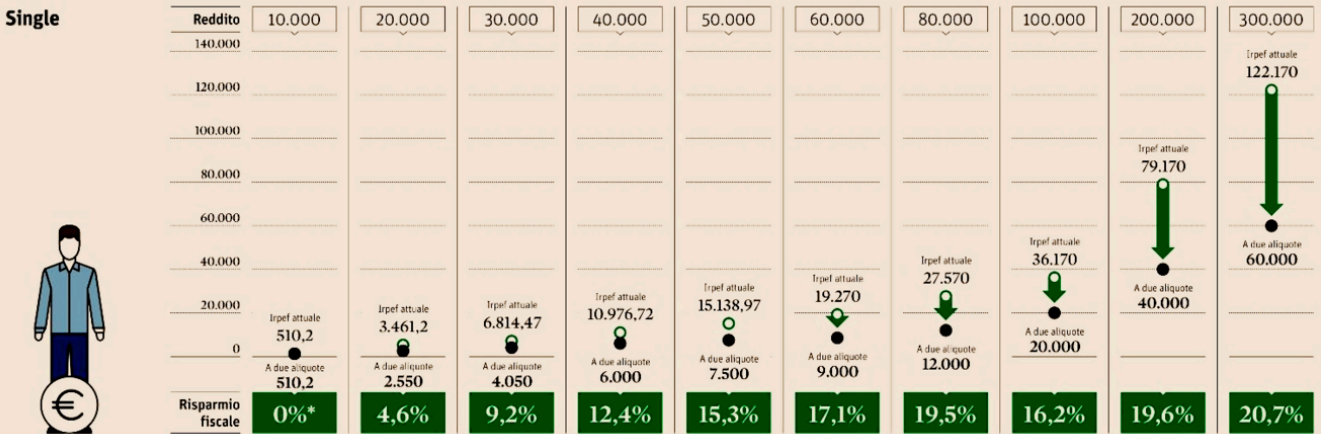 Single
Reddito 10.000 20.000 30.000 40.000 50.000 60.000 80.000 100.000 200.000 300.000
140.000
120.000
100.000
80.000
60.000
40.000
20.000
0
Irpef attuale
510,2
A due aliquote
510,2
Irpef attuale
3.461,2
A due aliquote
2.550
Irpef attuale
6.814,47
A due aliquote
4.050
Irpef attuale
10.976,72
A due aliquote
6.000
Irpef attuale
15.138,97
A due aliquote
7.500
Irpef attuale
19.270
A due aliquote
9.000
Irpef attuale
27.570
A due aliquote
12.000
Irpef attuale
36.170
A due aliquote
20.000
Irpef attuale
79.170
A due aliquote
40.000
Irpef attuale
122.170
A due aliquote
60.000
€
Risparmio
fiscale
0%* 4,6% 9,2% 12,4% 15,3% 17,1% 19,5% 16,2% 19,6% 20,7%